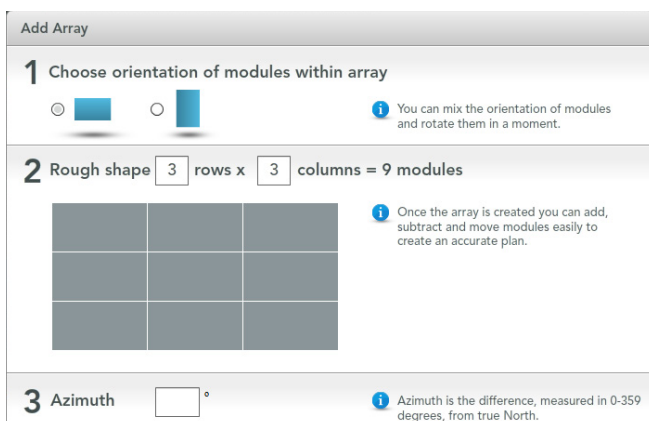 Add Array
1 Choose orientation of modules within array
You can mix the orientation of modules
and rotate them in a moment.
2 Rough shape 3 rows x 3 columns = 9 modules
Once the array is created you can add,
subtract and move modules easily to
create an accurate plan.
3 Azimuth °
Azimuth is the difference, measured in 0-359
degrees, from true North.